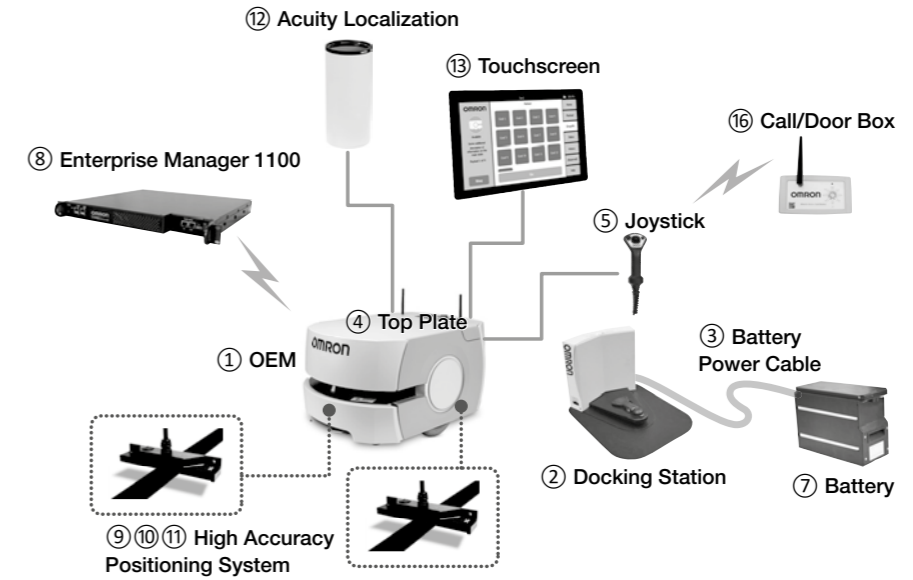 ⑫ Acuity Localization
⑬ Touchscreen
OMRON
⑯ Call/Door Box
OMRON
⑧ Enterprise Manager 1100
⑤ Joystick
④ Top Plate
OMRON
① OEM
OMRON
③ Battery
Power Cable
② Docking Station
⑦ Battery
⑨⑩⑪ High Accuracy
Positioning System